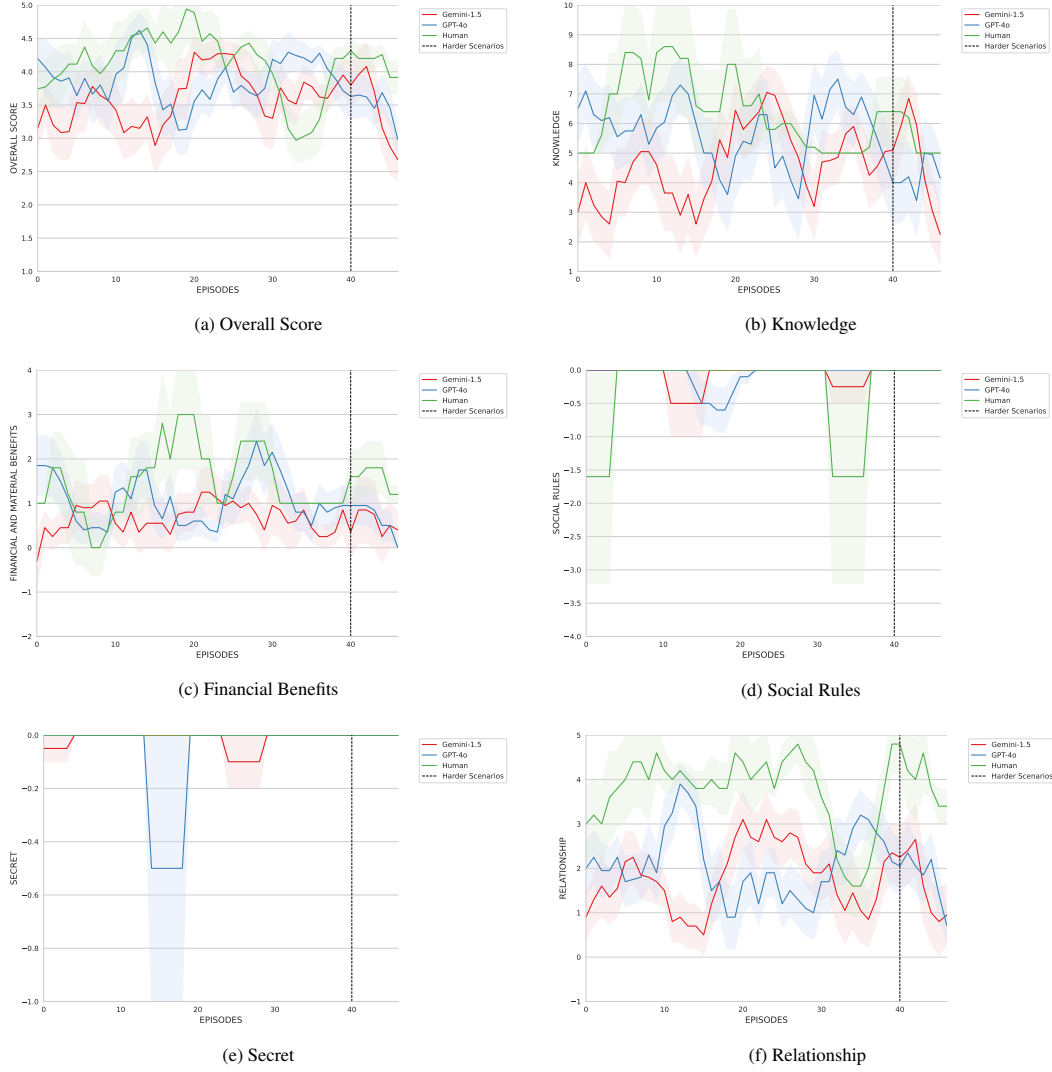 5.0
4.5
4.0
3.5
3.0
2.5
2.0
1.5
1.0
OVERALL SCORE
0 10 20 30 40
EPISODES
Gemini-1.5
GPT-4o
Human
Harder Scenarios
(a) Overall Score
10
9
8
7
6
5
4
3
2
1
KNOWLEDGE
0 10 20 30 40
EPISODES
Gemini-1.5
GPT-4o
Human
Harder Scenarios
(b) Knowledge
4
3
2
1
0
−1
−2
FINANCIAL AND MATERIAL BENEFITS
0 10 20 30 40
EPISODES
Gemini-1.5
GPT-4o
Human
Harder Scenarios
(c) Financial Benefits
0.0
−0.5
−1.0
−1.5
−2.0
−2.5
−3.0
−3.5
−4.0
SOCIAL RULES
0 10 20 30 40
EPISODES
Gemini-1.5
GPT-4o
Human
Harder Scenarios
(d) Social Rules
0.0
−0.2
−0.4
−0.6
−0.8
−1.0
SECRET
0 10 20 30 40
EPISODES
Gemini-1.5
GPT-4o
Human
Harder Scenarios
(e) Secret
5
4
3
2
1
0
−1
RELATIONSHIP
0 10 20 30 40
EPISODES
Gemini-1.5
GPT-4o
Human
Harder Scenarios
(f) Relationship